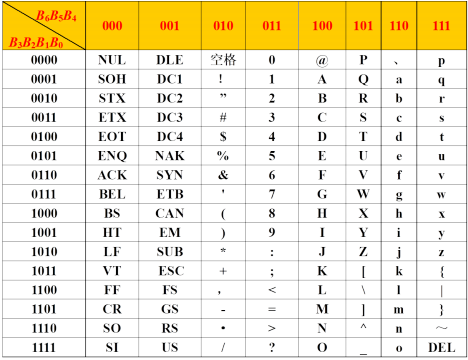 B6B5B4 000 001 010 011 100 101 110 111
B3B2B1B0
0000 NUL DLE 空格 0 @ P 、 p
0001 SOH DC1 ! 1 A Q a q
0010 STX DC2 ” 2 B R b r
0011 ETX DC3 # 3 C S c s
0100 EOT DC4 $ 4 D T d t
0101 ENQ NAK % 5 E U e u
0110 ACK SYN & 6 F V f v
0111 BEL ETB ' 7 G W g w
1000 BS CAN ( 8 H X h x
1001 HT EM ) 9 I Y i y
1010 LF SUB * : J Z j z
1011 VT ESC + ; K [ k {
1100 FF FS , < L \ l |
1101 CR GS - = M ] m }
1110 SO RS · > N ^ n ～
1111 SI US / ? O _ o DEL